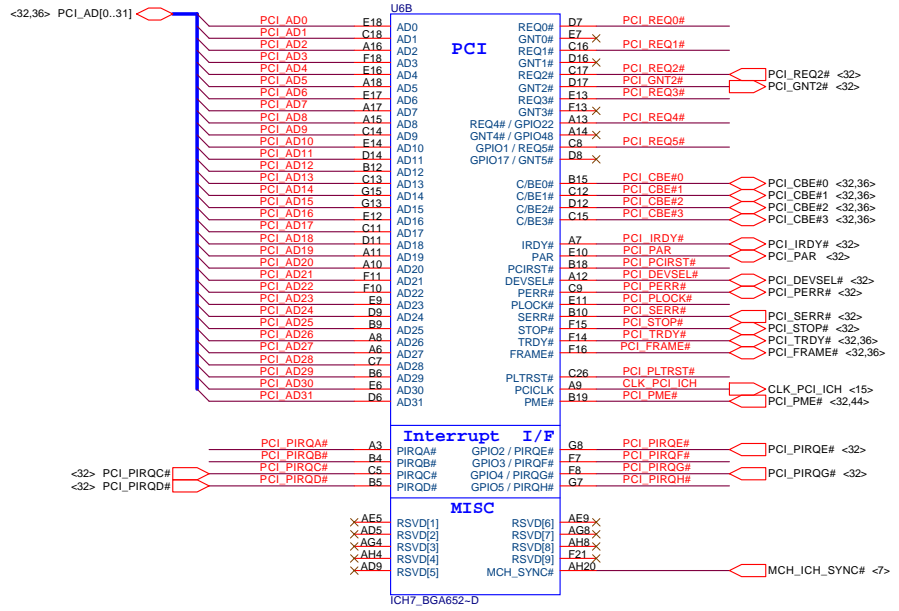 U6B
<32,36> PCI_AD[0..31]
PCI
PCI_AD0 E18 AD0 REQ0# D7 PCI_REQ0#
PCI_AD1 C18 AD1 GNT0# E7
PCI_AD2 A16 AD2 REQ1# C16 PCI_REQ1#
PCI_AD3 F18 AD3 GNT1# D16
PCI_AD4 E16 AD4 REQ2# C17 PCI_REQ2# PCI_REQ2# <32>
PCI_AD5 A18 AD5 GNT2# D17 PCI_GNT2# PCI_GNT2# <32>
PCI_AD6 E17 AD6 REQ3# E13 PCI_REQ3#
PCI_AD7 A17 AD7 GNT3# F13
PCI_AD8 A15 AD8 REQ4# / GPIO22 A13 PCI_REQ4#
PCI_AD9 C14 AD9 GNT4# / GPIO48 A14
PCI_AD10 E14 AD10 GPIO1 / REQ5# C8 PCI_REQ5#
PCI_AD11 D14 AD11 GPIO17 / GNT5# D8
PCI_AD12 B12 AD12
PCI_AD13 C13 AD13 C/BE0# B15 PCI_CBE#0 PCI_CBE#0 <32,36>
PCI_AD14 G15 AD14 C/BE1# C12 PCI_CBE#1 PCI_CBE#1 <32,36>
PCI_AD15 G13 AD15 C/BE2# D12 PCI_CBE#2 PCI_CBE#2 <32,36>
PCI_AD16 E12 AD16 C/BE3# C15 PCI_CBE#3 PCI_CBE#3 <32,36>
PCI_AD17 C11 AD17
PCI_AD18 D11 AD18 IRDY# A7 PCI_IRDY# PCI_IRDY# <32>
PCI_AD19 A11 AD19 PAR E10 PCI_PAR PCI_PAR <32>
PCI_AD20 A10 AD20 PCIRST# B18 PCI_PCIRST#
PCI_AD21 F11 AD21 DEVSEL# A12 PCI_DEVSEL# PCI_DEVSEL# <32>
PCI_AD22 F10 AD22 PERR# C9 PCI_PERR# PCI_PERR# <32>
PCI_AD23 E9 AD23 PLOCK# E11 PCI_PLOCK#
PCI_AD24 D9 AD24 SERR# B10 PCI_SERR# PCI_SERR# <32>
PCI_AD25 B9 AD25 STOP# F15 PCI_STOP# PCI_STOP# <32>
PCI_AD26 A8 AD26 TRDY# F14 PCI_TRDY# PCI_TRDY# <32,36>
PCI_AD27 A6 AD27 FRAME# F16 PCI_FRAME# PCI_FRAME# <32,36>
PCI_AD28 C7 AD28
PCI_AD29 B6 AD29 PLTRST# C26 PCI_PLTRST#
PCI_AD30 E6 AD30 PCICLK A9 CLK_PCI_ICH CLK_PCI_ICH <15>
PCI_AD31 D6 AD31 PME# B19 PCI_PME# PCI_PME# <32,44>
Interrupt I/F
PCI_PIRQA# A3 PIRQA# GPIO2 / PIRQE# G8 PCI_PIRQE# PCI_PIRQE# <32>
PCI_PIRQB# B4 PIRQB# GPIO3 / PIRQF# F7 PCI_PIRQF#
<32> PCI_PIRQC# PCI_PIRQC# C5 PIRQC# GPIO4 / PIRQG# F8 PCI_PIRQG# PCI_PIRQG# <32>
<32> PCI_PIRQD# PCI_PIRQD# B5 PIRQD# GPIO5 / PIRQH# G7 PCI_PIRQH#
MISC
AE5 RSVD[1] RSVD[6] AE9
AD5 RSVD[2] RSVD[7] AG8
AG4 RSVD[3] RSVD[8] AH8
AH4 RSVD[4] RSVD[9] F21
AD9 RSVD[5] MCH_SYNC# AH20 MCH_ICH_SYNC# <7>
ICH7_BGA652~D